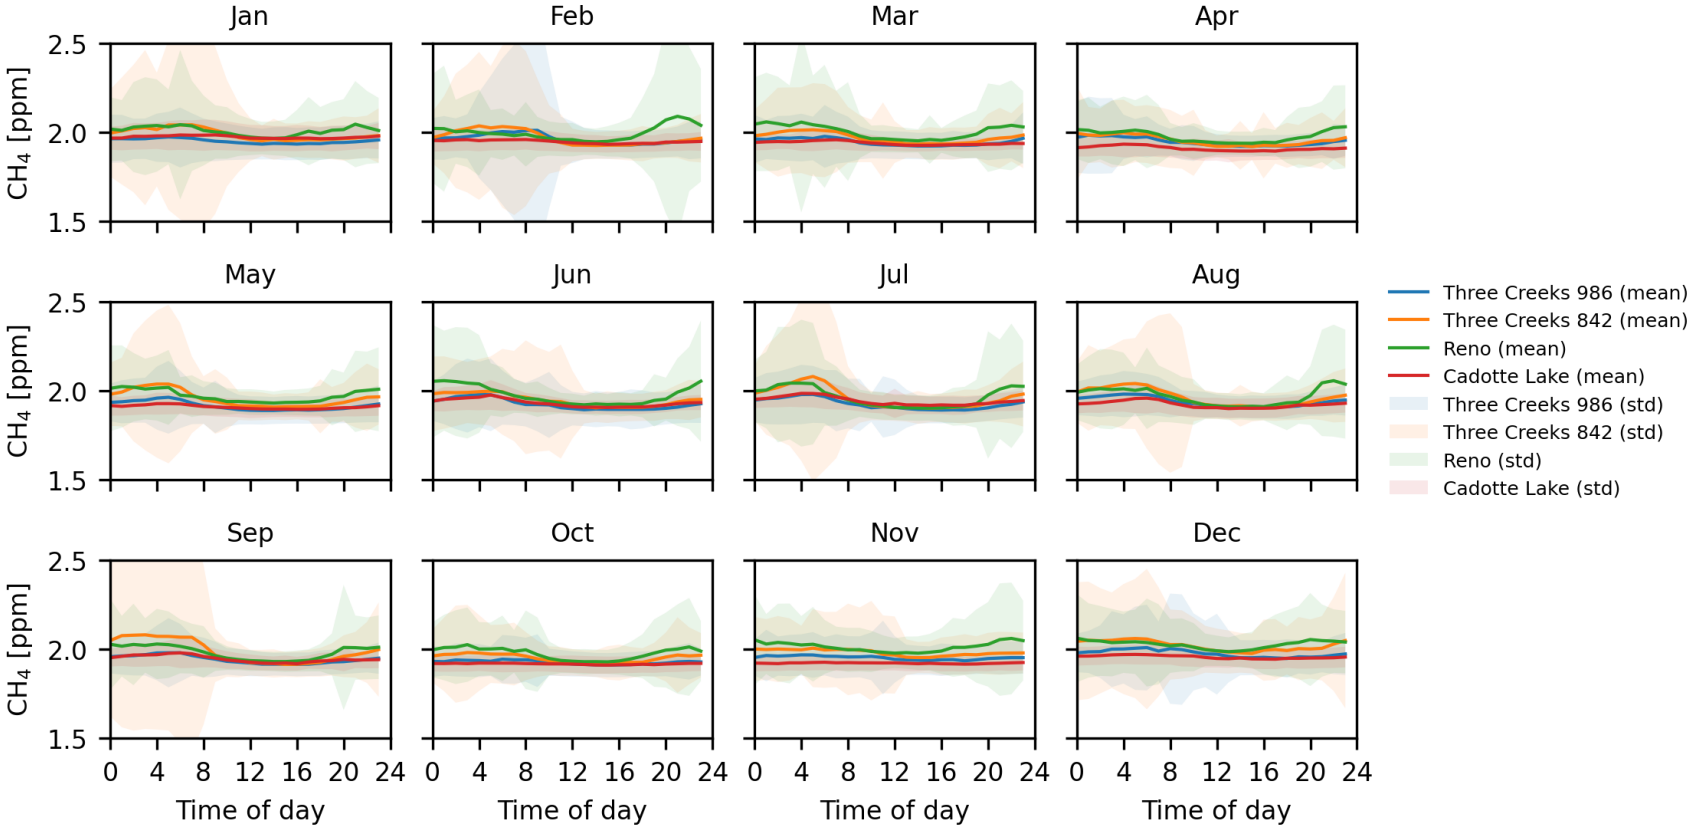 Jan Feb Mar Apr
2.5
2.0
1.5
CH₄ [ppm]
May Jun Jul Aug
2.5
2.0
1.5
CH₄ [ppm]
Three Creeks 986 (mean)
Three Creeks 842 (mean)
Reno (mean)
Cadotte Lake (mean)
Three Creeks 986 (std)
Three Creeks 842 (std)
Reno (std)
Cadotte Lake (std)
Sep Oct Nov Dec
2.5
2.0
1.5
CH₄ [ppm]
0 4 8 12 16 20 24 0 4 8 12 16 20 24 0 4 8 12 16 20 24 0 4 8 12 16 20 24
Time of day Time of day Time of day Time of day